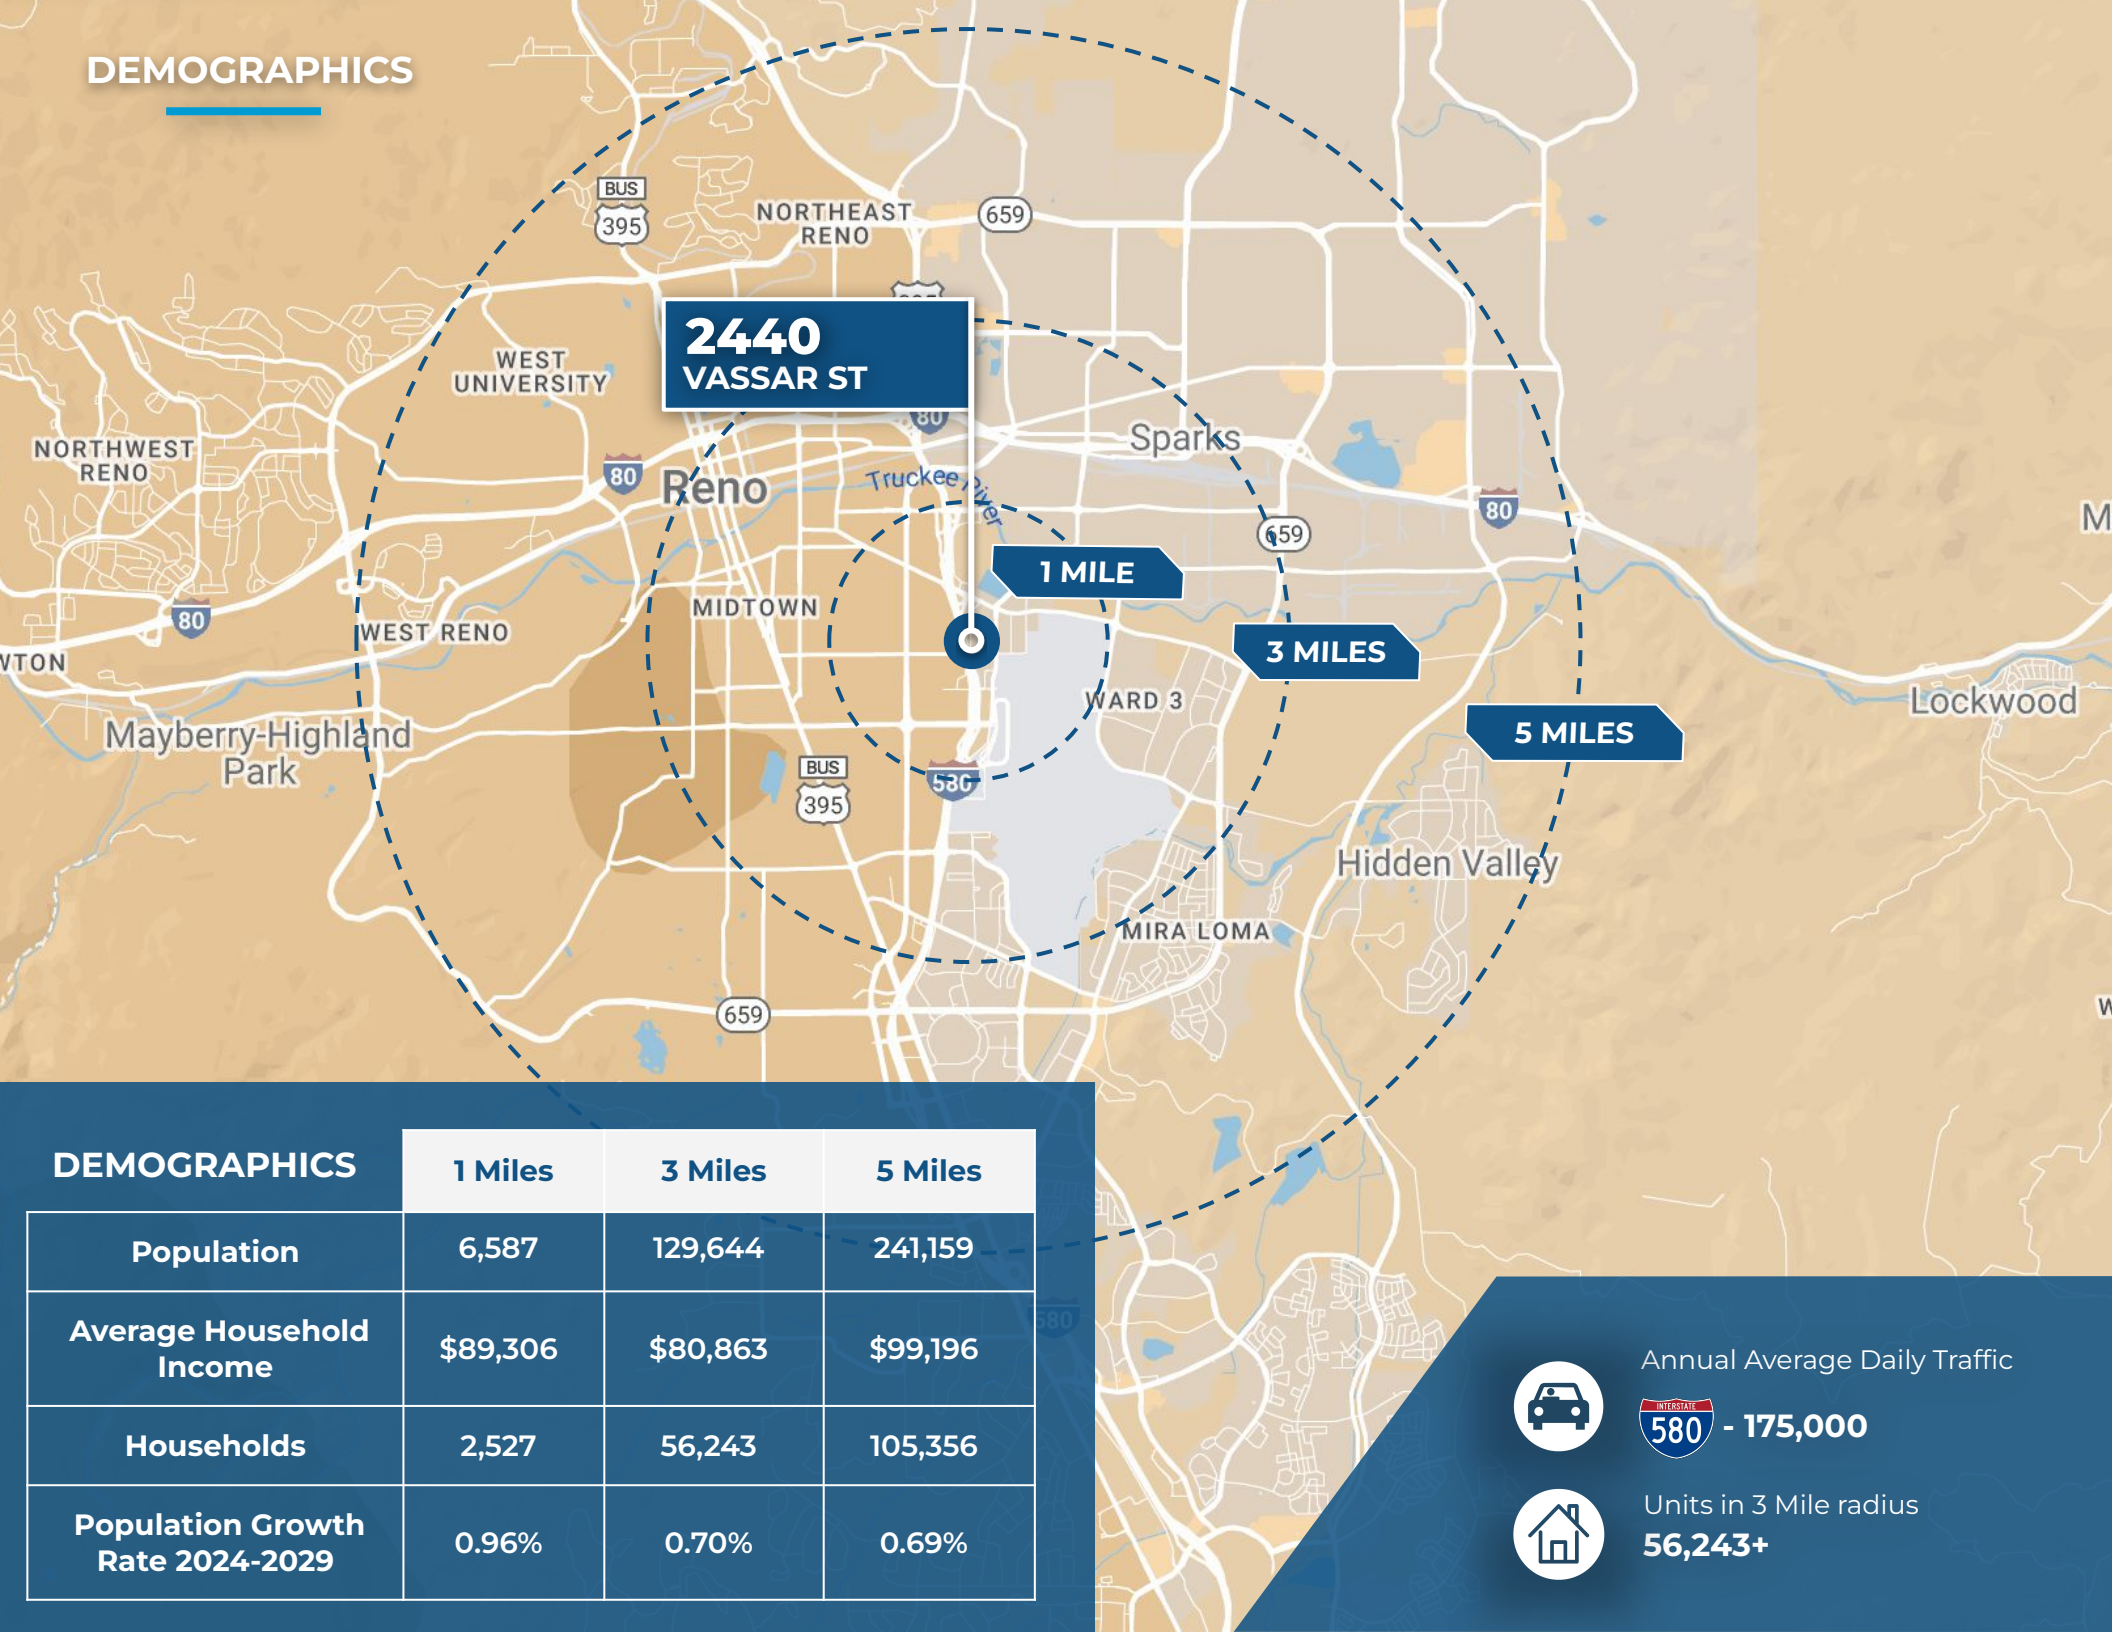 DEMOGRAPHICS
BUS
395
NORTHEAST
RENO
659
2440
VASSAR ST
WEST
UNIVERSITY
80
Sparks
NORTHWEST
RENO
80
Reno
Truckee River
80
659
1 MILE
80
MIDTOWN
WEST RENO
3 MILES
WARD 3
Lockwood
5 MILES
Mayberry-Highland
Park
BUS
395
580
Hidden Valley
MIRA LOMA
659
DEMOGRAPHICS
1 Miles
3 Miles
5 Miles
Population
6,587
129,644
241,159
Average Household
Income
$89,306
$80,863
$99,196
580
Households
2,527
56,243
105,356
Population Growth
Rate 2024-2029
0.96%
0.70%
0.69%
Annual Average Daily Traffic
INTERSTATE
580 - 175,000
Units in 3 Mile radius
56,243+